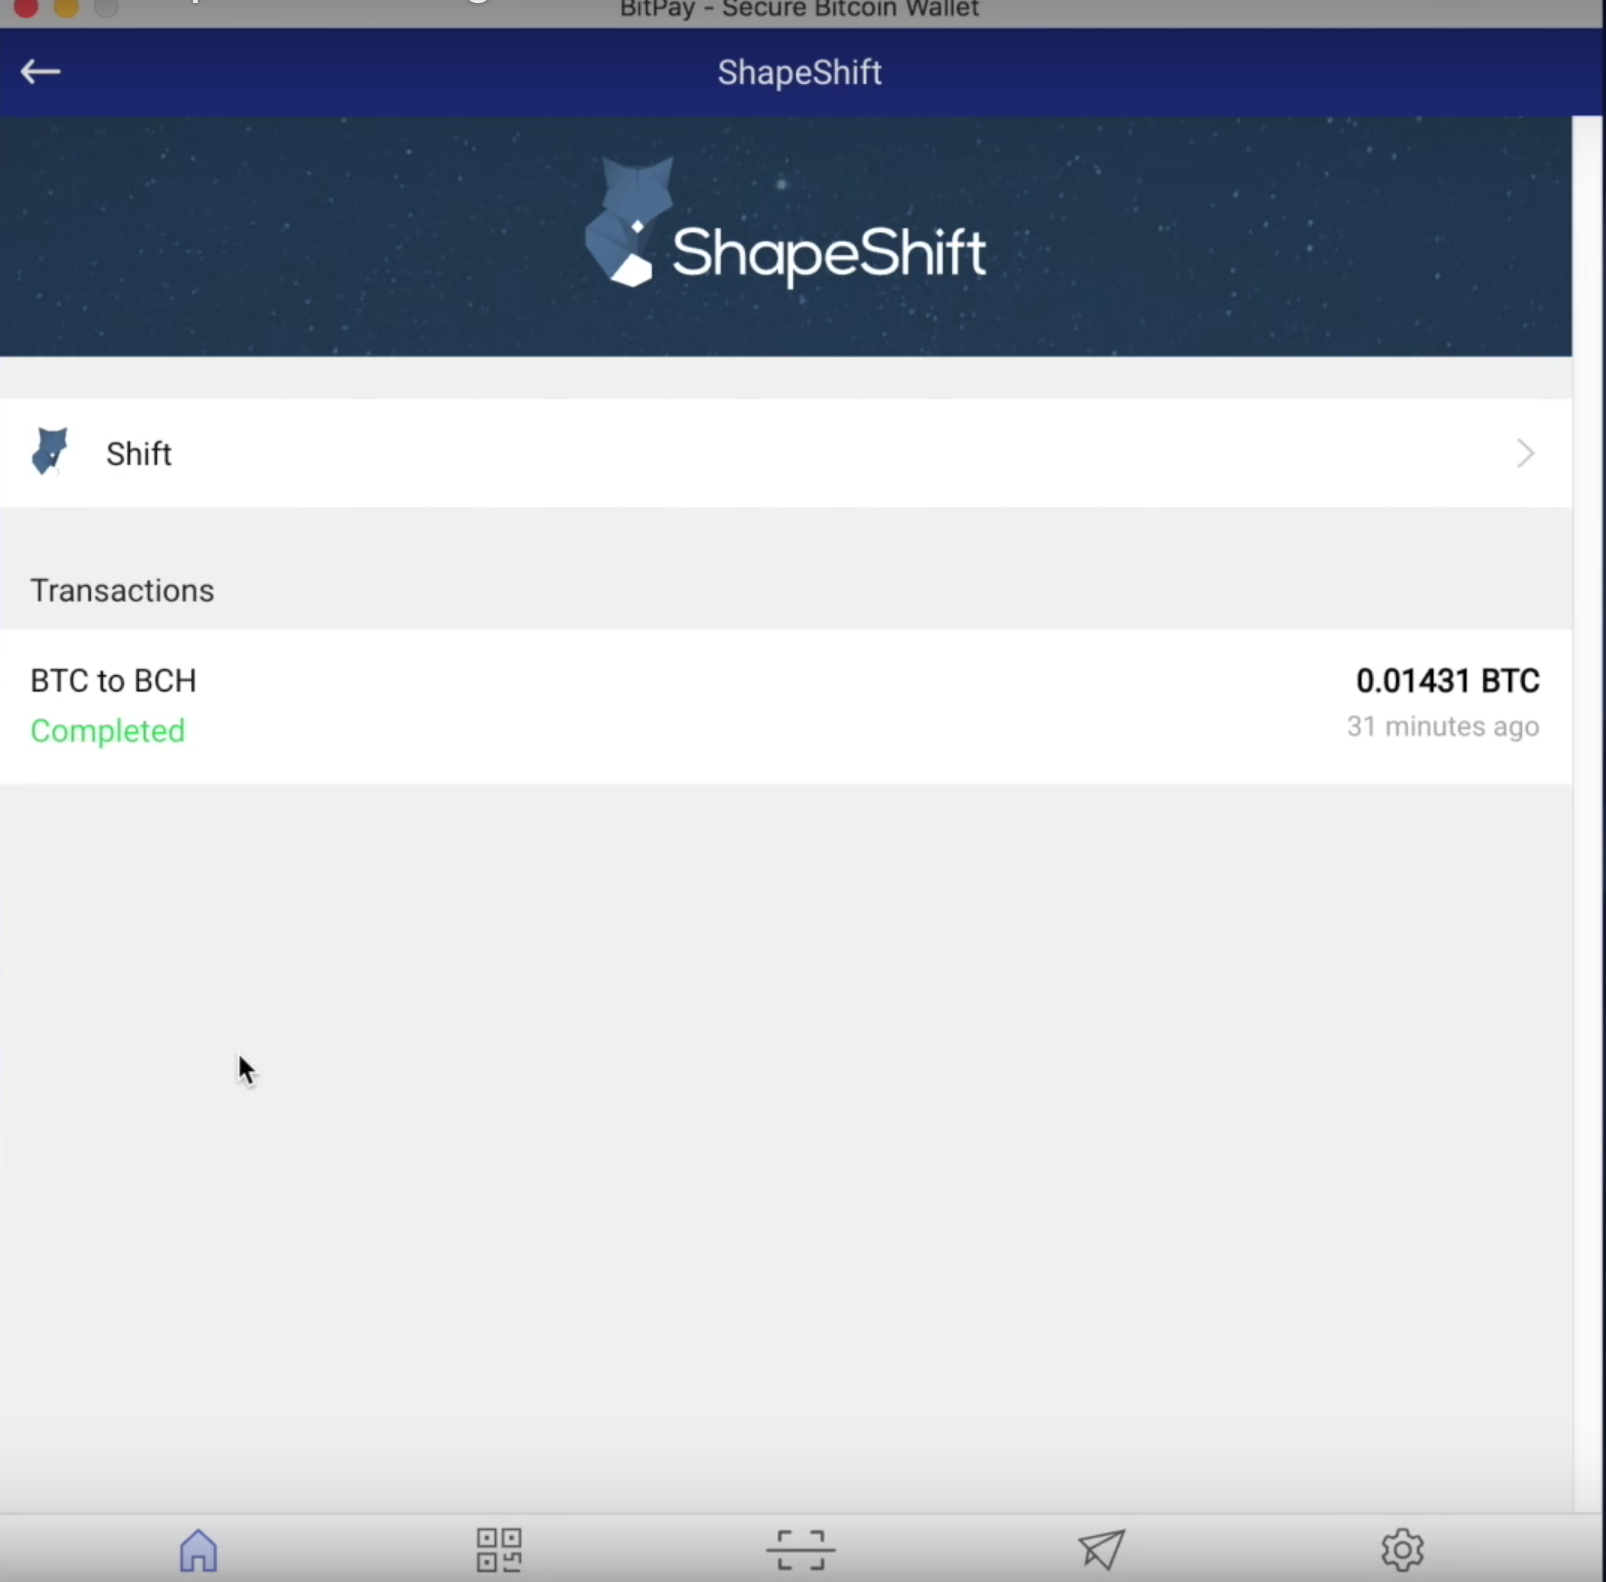 BitPay - Secure Bitcoin Wallet
ShapeShift
ShapeShift
Shift
Transactions
BTC to BCH
0.01431 BTC
Completed
31 minutes ago